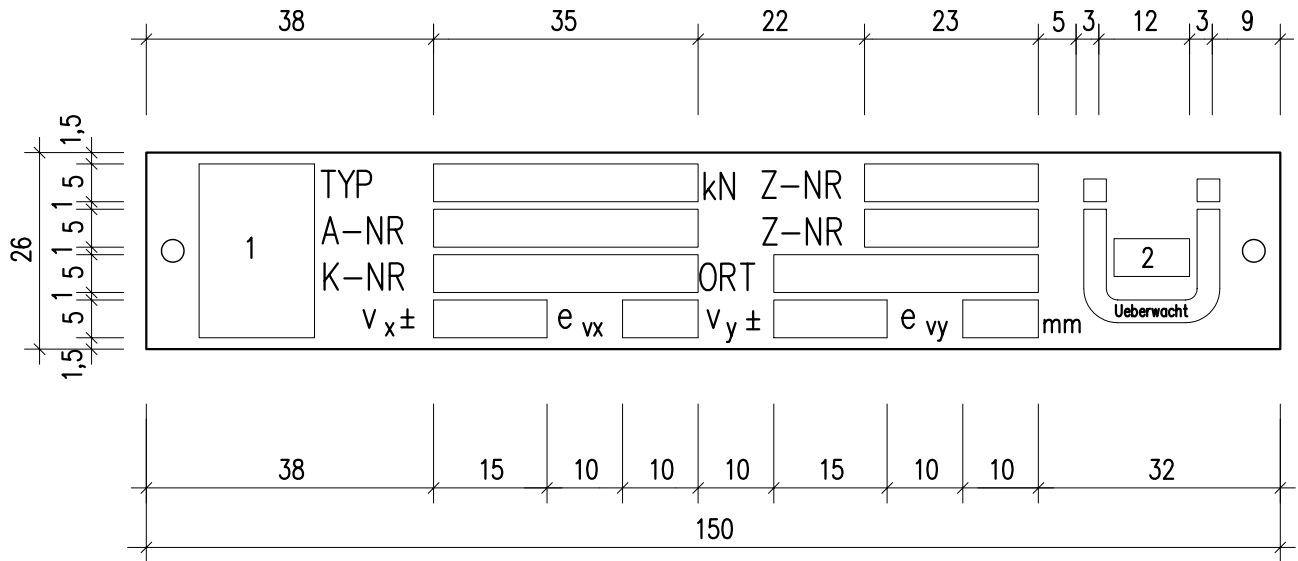 38 35 22 23 5 3 12 3 9
1,5
TYP kN Z-NR
5
1
A-NR Z-NR
5
26 1 1 2
K-NR ORT
5
1
v x ± e vx v y ± e vy mm Ueberwacht
5
1,5
38 15 10 10 10 15 10 10 32
150